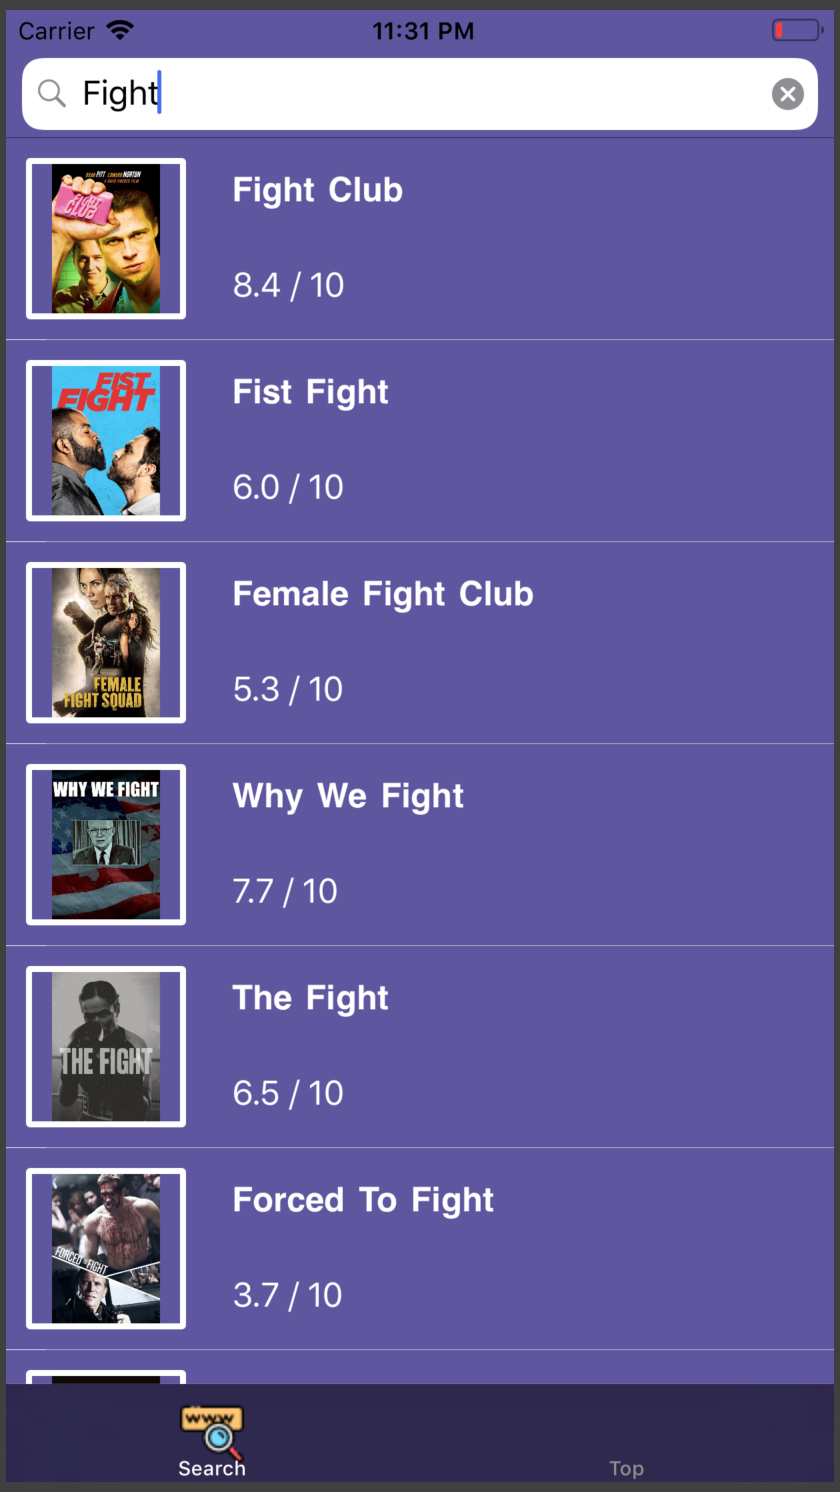 Carrier 11:31 PM
Fight
BRAD PITT EDWARD NORTON
FIGHT
CLUB
Fight Club
8.4 / 10
FIST
FIGHT
Fist Fight
6.0 / 10
FEMALE
FIGHT SQUAD
Female Fight Club
5.3 / 10
WHY WE FIGHT
Why We Fight
7.7 / 10
THE FIGHT
The Fight
6.5 / 10
FORCED TO FIGHT
Forced To Fight
3.7 / 10
www
Search
Top